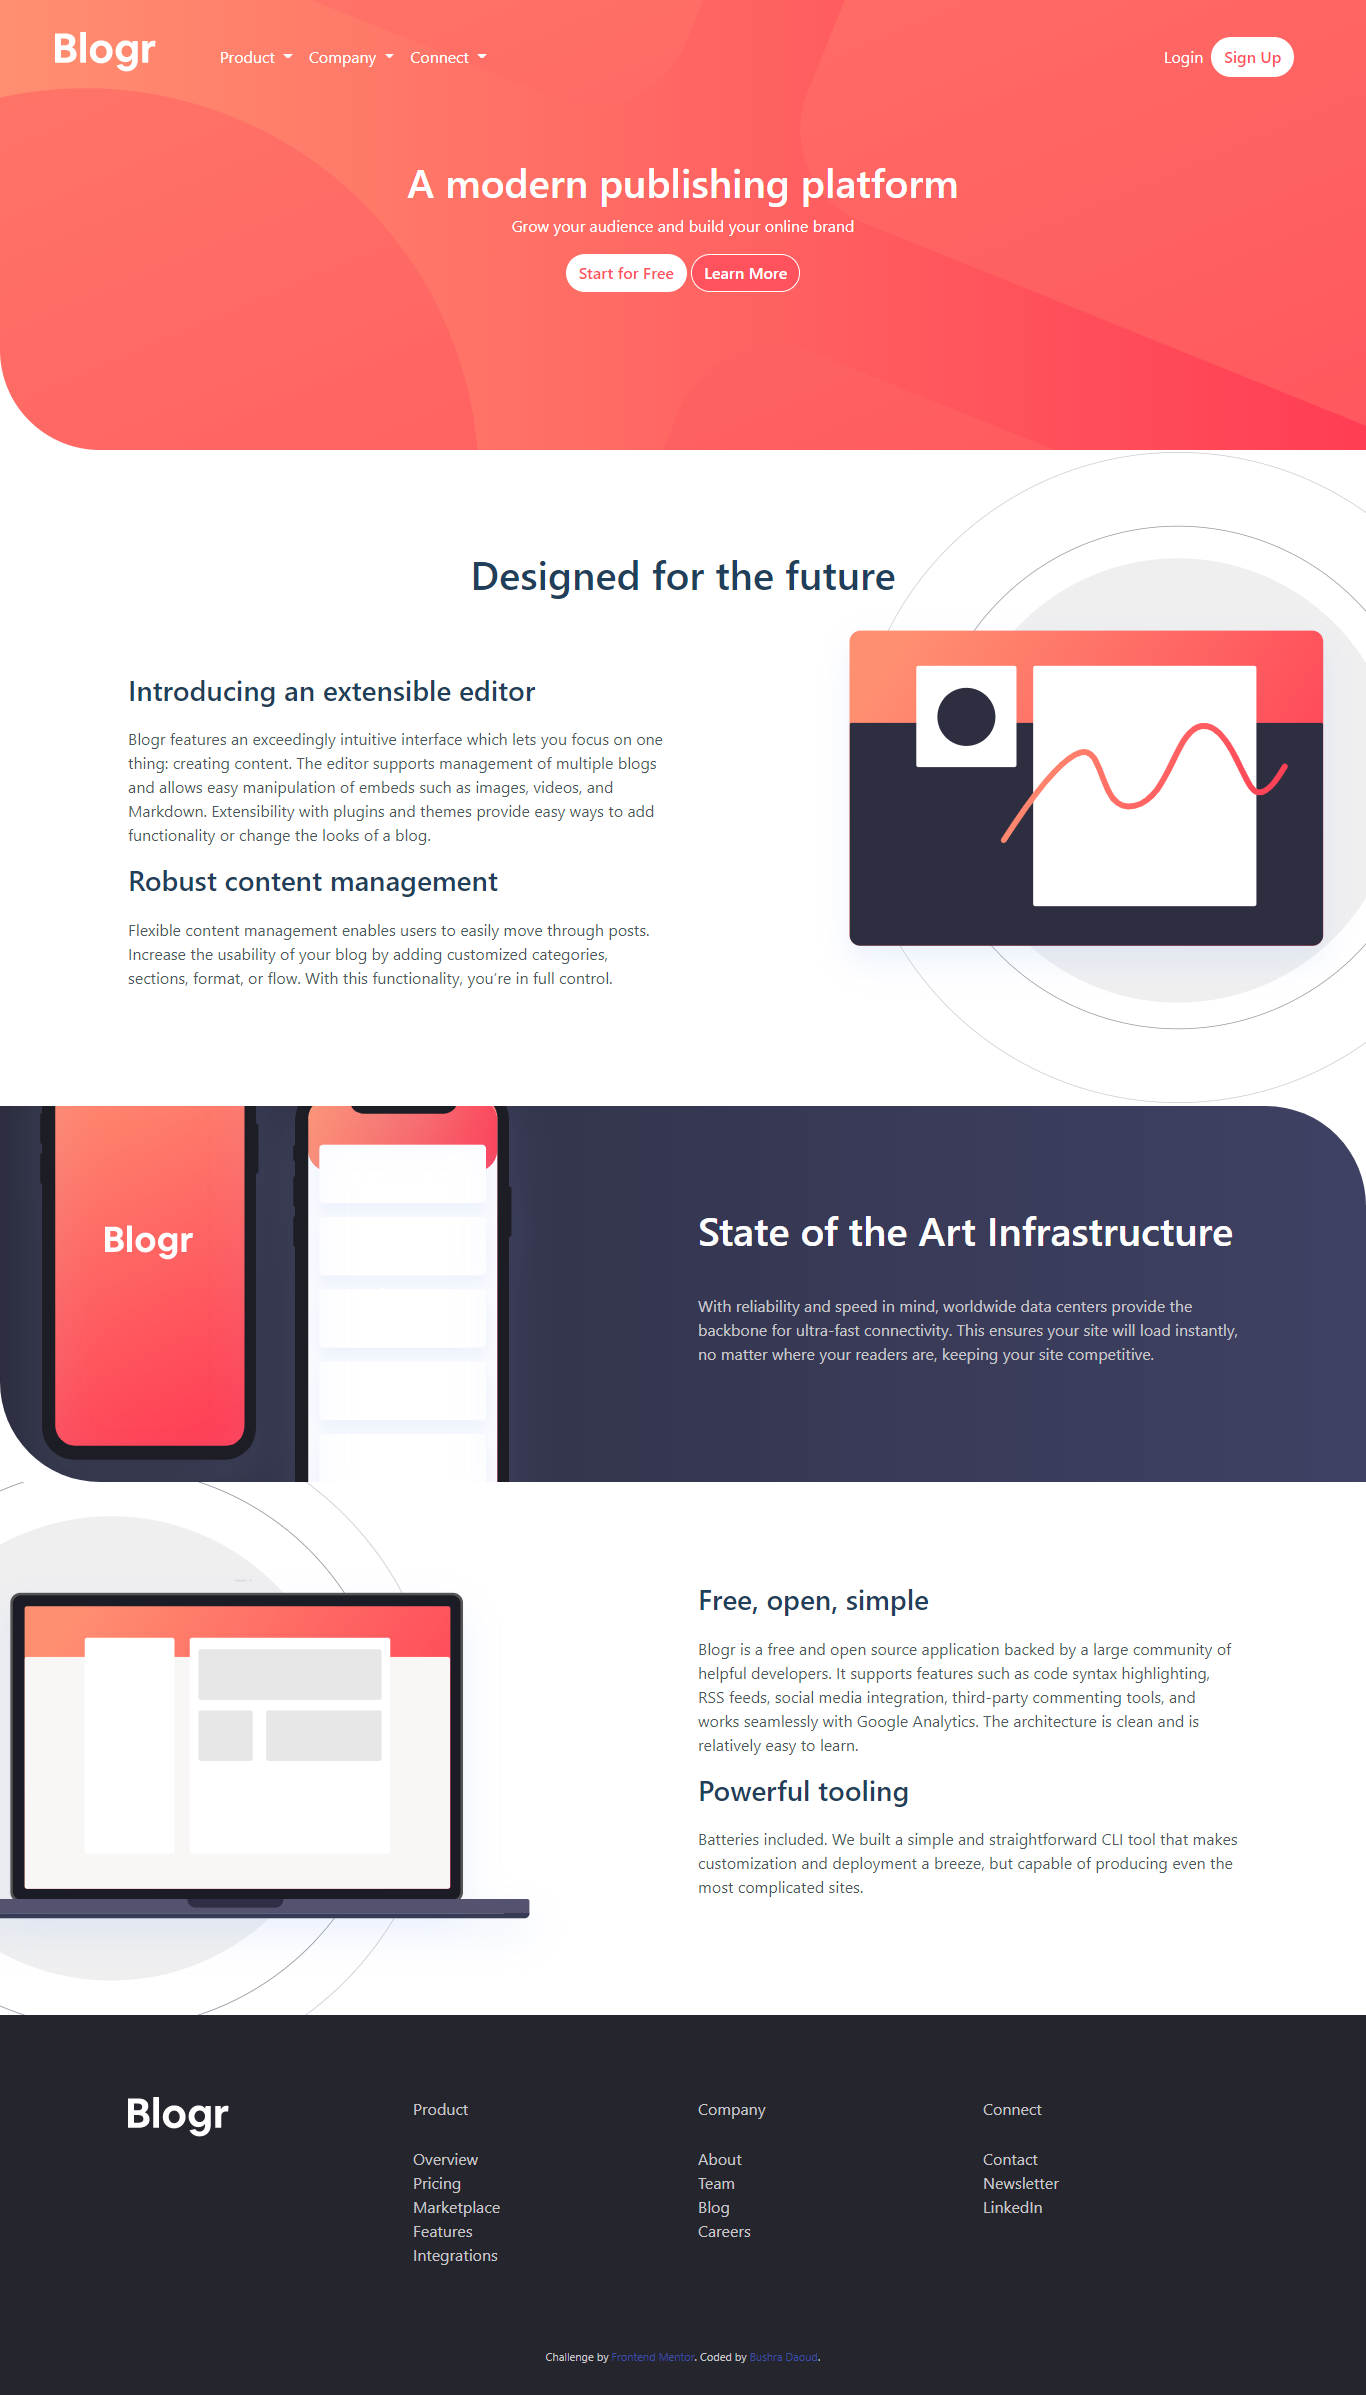 Blogr
Product
Company
Connect
Login
Sign Up
A modern publishing platform
Grow your audience and build your online brand
Start for Free
Learn More
Designed for the future
Introducing an extensible editor
Blogr features an exceedingly intuitive interface which lets you focus on one
thing: creating content. The editor supports management of multiple blogs
and allows easy manipulation of embeds such as images, videos, and
Markdown. Extensibility with plugins and themes provide easy ways to add
functionality or change the looks of a blog.
Robust content management
Flexible content management enables users to easily move through posts.
Increase the usability of your blog by adding customized categories,
sections, format, or flow. With this functionality, you're in full control.
Blogr
State of the Art Infrastructure
With reliability and speed in mind, worldwide data centers provide the
backbone for ultra-fast connectivity. This ensures your site will load instantly,
no matter where your readers are, keeping your site competitive.
Free, open, simple
Blogr is a free and open source application backed by a large community of
helpful developers. It supports features such as code syntax highlighting,
RSS feeds, social media integration, third-party commenting tools, and
works seamlessly with Google Analytics. The architecture is clean and is
relatively easy to learn.
Powerful tooling
Batteries included. We built a simple and straightforward CLI tool that makes
customization and deployment a breeze, but capable of producing even the
most complicated sites.
Blogr
Product
Overview
Pricing
Marketplace
Features
Integrations
Company
About
Team
Blog
Careers
Connect
Contact
Newsletter
LinkedIn
Challenge by Frontend Mentor. Coded by Bushra Daoud.